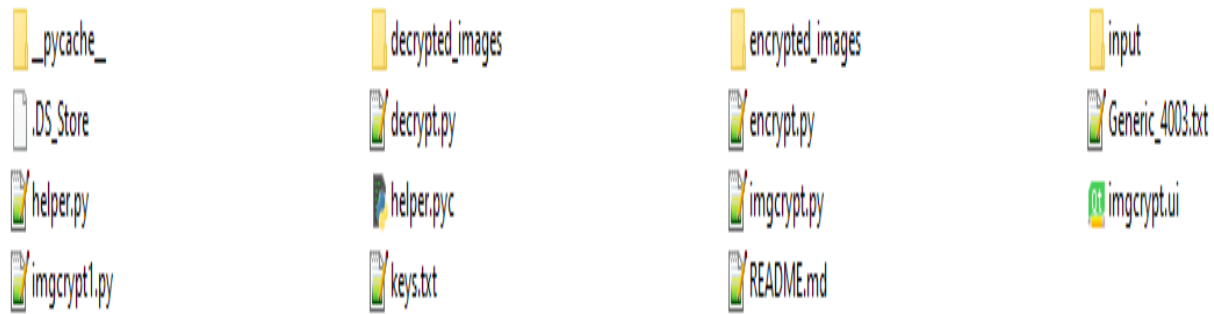 _pycache_ decrypted_images encrypted_images input
.DS_Store decrypt.py encrypt.py Generic_4003.txt
helper.py helper.pyc imgcrypt.py imgcrypt.ui
imgcrypt1.py keys.txt README.md